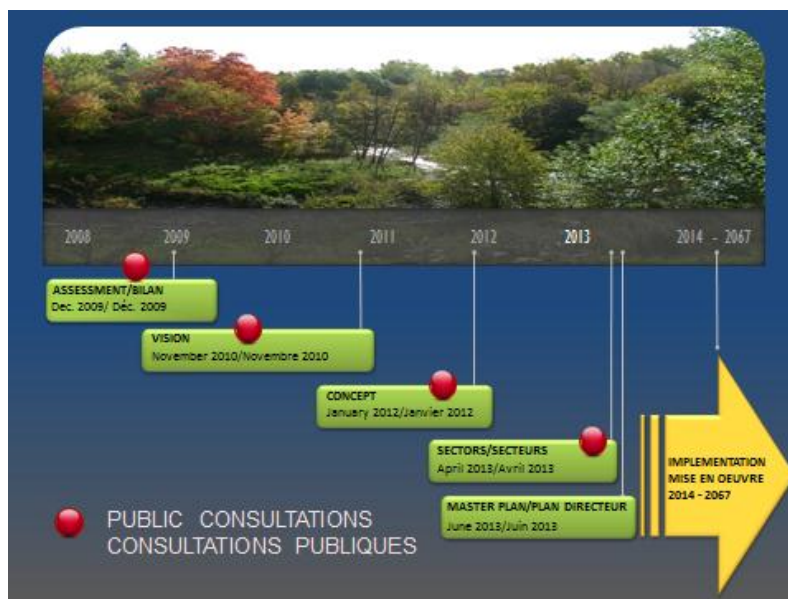 2008 2009 2010 2011 2012 2013 2014 - 2067
ASSESSMENT/BILAN
Dec. 2009/ Déc. 2009
VISION
November 2010/Novembre 2010
CONCEPT
January 2012/Janvier 2012
SECTORS/SECTEURS
April 2013/Avril 2013
MASTER PLAN/PLAN DIRECTEUR
June 2013/Juin 2013
IMPLEMENTATION
MISE EN OEUVRE
2014 - 2067
PUBLIC CONSULTATIONS
CONSULTATIONS PUBLIQUES